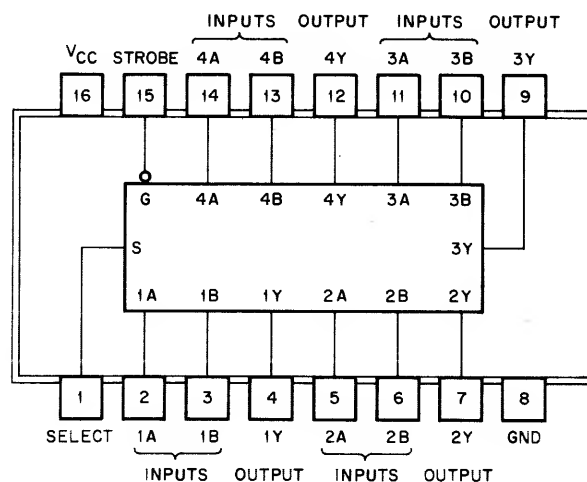 INPUTS OUTPUT INPUTS OUTPUT
VCC STROBE 4A 4B 4Y 3A 3B 3Y
16 15 14 13 12 11 10 9
G 4A 4B 4Y 3A 3B
S 3Y
1A 1B 1Y 2A 2B 2Y
1 2 3 4 5 6 7 8
SELECT 1A 1B 1Y 2A 2B 2Y GND
INPUTS OUTPUT INPUTS OUTPUT